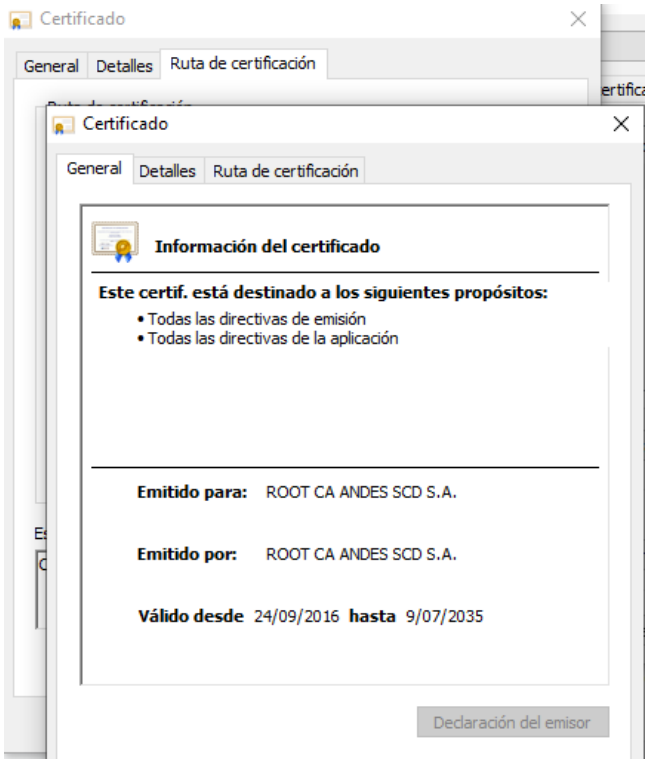 Certificado
General Detalles Ruta de certificación
Ruta de certificación
Certificado
General Detalles Ruta de certificación
Información del certificado
Este certif. está destinado a los siguientes propósitos:
• Todas las directivas de emisión
• Todas las directivas de la aplicación
Emitido para: ROOT CA ANDES SCD S.A.
Emitido por: ROOT CA ANDES SCD S.A.
Válido desde 24/09/2016 hasta 9/07/2035
Declaración del emisor